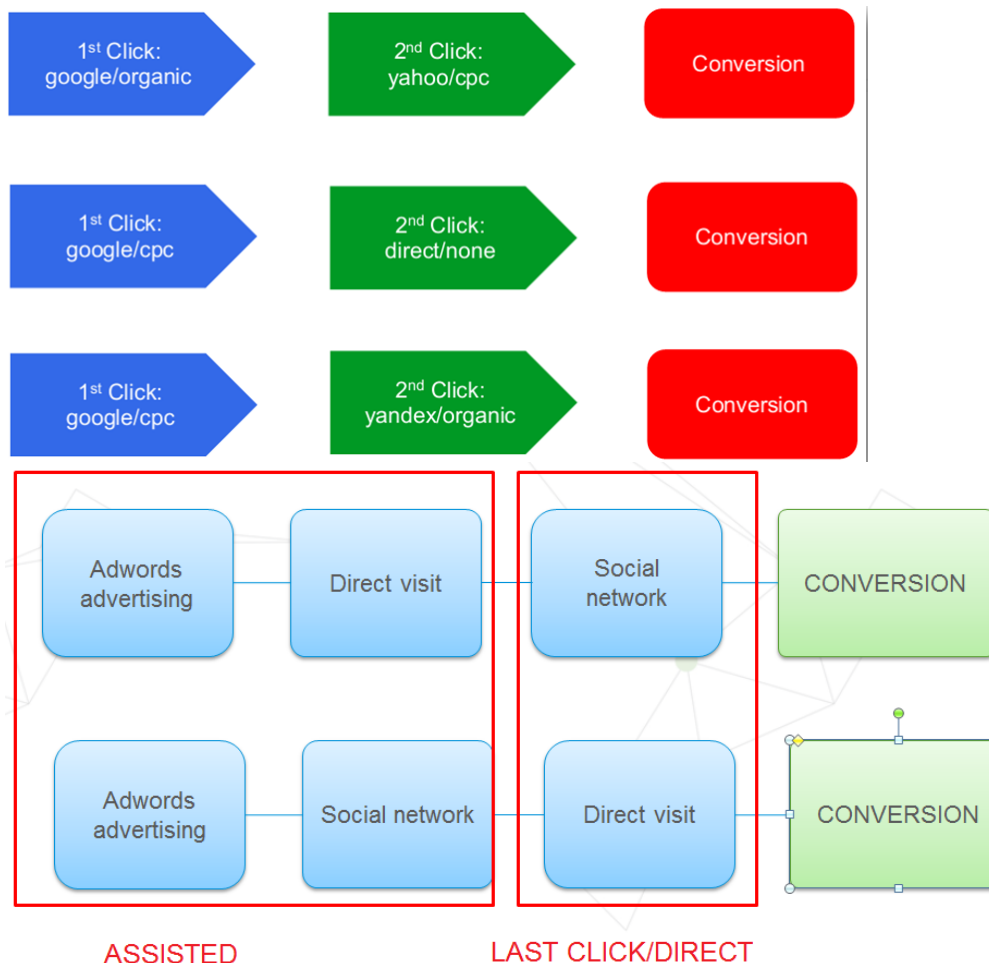 1st Click:
google/organic
2nd Click:
yahoo/cpc
Conversion
1st Click:
google/cpc
2nd Click:
direct/none
Conversion
1st Click:
google/cpc
2nd Click:
yandex/organic
Conversion
Adwords
advertising
Direct visit
Social
network
CONVERSION
Adwords
advertising
Social network
Direct visit
CONVERSION
ASSISTED
LAST CLICK/DIRECT